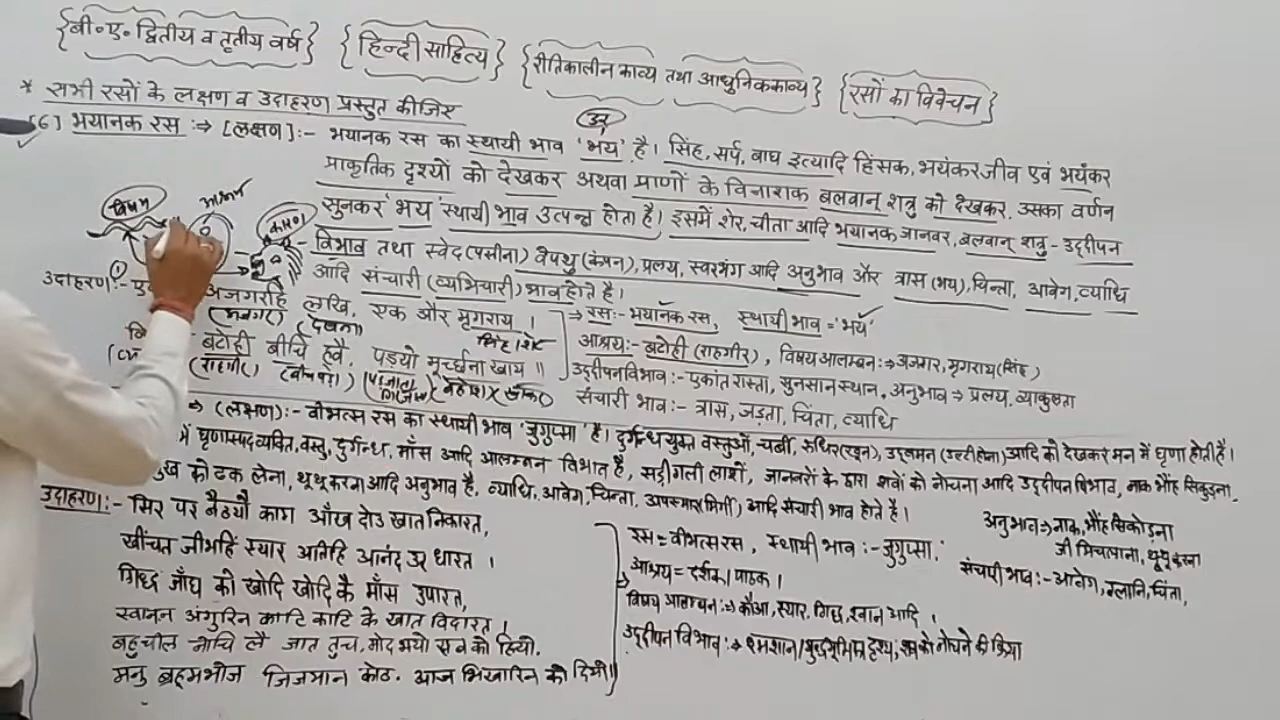 {बी॰ए॰ द्वितीय व तृतीय वर्ष} {हिन्दी साहित्य} {रीतिकालीन काव्य तथा आधुनिक काव्य} {रसों का विवेचन}
* सभी रसों के लक्षण व उदाहरण प्रस्तुत कीजिए
डर
[6] भयानक रस :⇒ [लक्षण]:- भयानक रस का स्थायी भाव 'भय' है। सिंह, सर्प, बाघ इत्यादि हिंसक, भयंकर जीव एवं भयंकर
प्राकृतिक दृश्यों को देखकर अथवा प्राणों के विनाशक बलवान् शत्रु को देखकर, उसका वर्णन
सुनकर 'भय' स्थायी भाव उत्पन्न होता है। इसमें शेर, चीता आदि भयानक जानवर, बलवान् शत्रु - उद्दीपन
विषय
- विभाव तथा स्वेद (पसीना) वेपथु (कंपन), प्रलय, स्वरभंग आदि अनुभाव और त्रास (भय), चिन्ता, आवेग, व्याधि
आदि संचारी (व्यभिचारी) भाव होते है।
उदाहरण:- अजगरहि लखि, एक और मृगराय।
(अजगर) (देखना) सिंह/शेर
बटोही बीचि ह्वै, पड्यो मूर्च्छना खाय॥
(राहगीर)
⇒ रस:- भयानक रस, स्थायी भाव = 'भय'
आश्रय:- बटोही (राहगीर), विषय आलम्बन:⇒ अजगर, मृगराय (सिंह)
उद्दीपन विभाव:- एकांत रास्ता, सुनसान स्थान, अनुभाव ⇒ प्रलय, व्याकुलता
संचारी भाव:- त्रास, जड़ता, चिंता, व्याधि
⇒ (लक्षण):- वीभत्स रस का स्थायी भाव 'जुगुप्सा' है। दुर्गन्धयुक्त वस्तुओं, चर्बी, रुधिर (खून), उद्वमन (उल्टी होना) आदि को देखकर मन में घृणा होती है।
में घृणास्पद व्यक्ति, वस्तु, दुर्गन्ध, माँस आदि आलम्बन विभाव है, सड़ी गली लाशें, जानवरों के द्वारा शवों को नोचना आदि उद्दीपन विभाव, नाक भौंह सिकुड़ना,
मुख को ढक लेना, थू थू करना आदि अनुभाव है, व्याधि, आवेग, चिन्ता, अपस्मार (मिर्गी) आदि संचारी भाव होते है।
उदाहरण:- सिर पर बैठयौ काग आँख दोउ खात निकारत,
खींचत जीभहिं स्यार अतिहि आनंद उर धारत।
गिद्ध जाँघ को खोदि खोदि कै माँस उपारत,
स्वानन अंगुरिन काटि काटि के खात विदारत।
बहु चील नोचि लै जात तुच, मोद भयो सब को हियो,
मनु ब्रह्मभोज जिजमान कोउ. आज भिखारिन को दियो॥
रस = वीभत्स रस, स्थायी भाव:- जुगुप्सा,
आश्रय = दर्शक/पाठक।
विषय आलम्बन:⇒ कौआ, स्यार, गिद्ध, श्वान आदि।
उद्दीपन विभाव:⇒ श्मशान/युद्धभूमि का दृश्य, शव को नोचने की क्रिया
अनुभाव ⇒ नाक, भौंह सिकोड़ना
जी मिचलाना, थू थू करना
संचारी भाव:- आवेग, ग्लानि, चिंता,